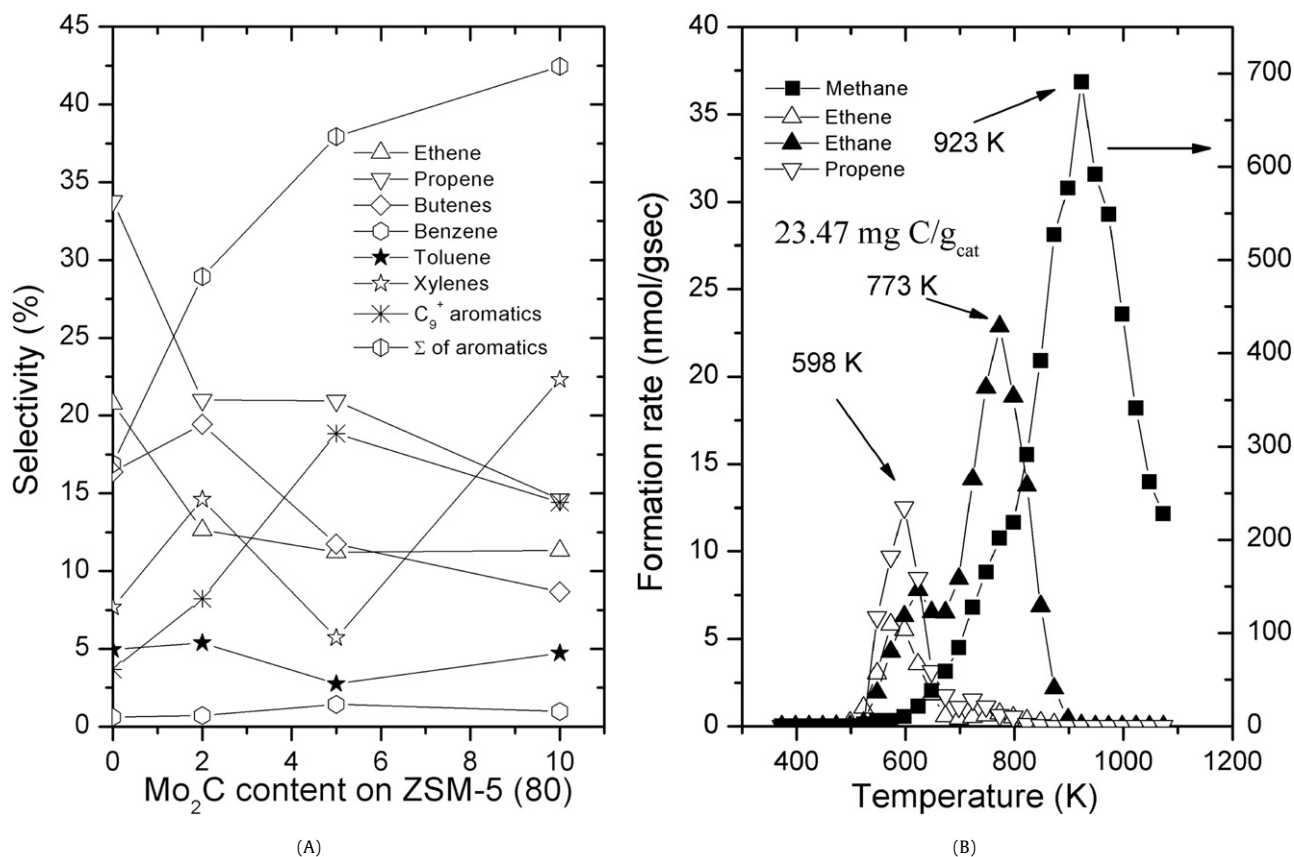 45
40
35
30
25
20
15
10
5
0
Selectivity (%)
Ethene
Propene
Butenes
Benzene
Toluene
Xylenes
C₉⁺ aromatics
Σ of aromatics
0 2 4 6 8 10
Mo₂C content on ZSM-5 (80)
(A)
40
35
30
25
20
15
10
5
0
Formation rate (nmol/gsec)
Methane
Ethene
Ethane
Propene
923 K
23.47 mg C/g_cat
773 K
598 K
700
600
500
400
300
200
100
0
400 600 800 1000 1200
Temperature (K)
(B)